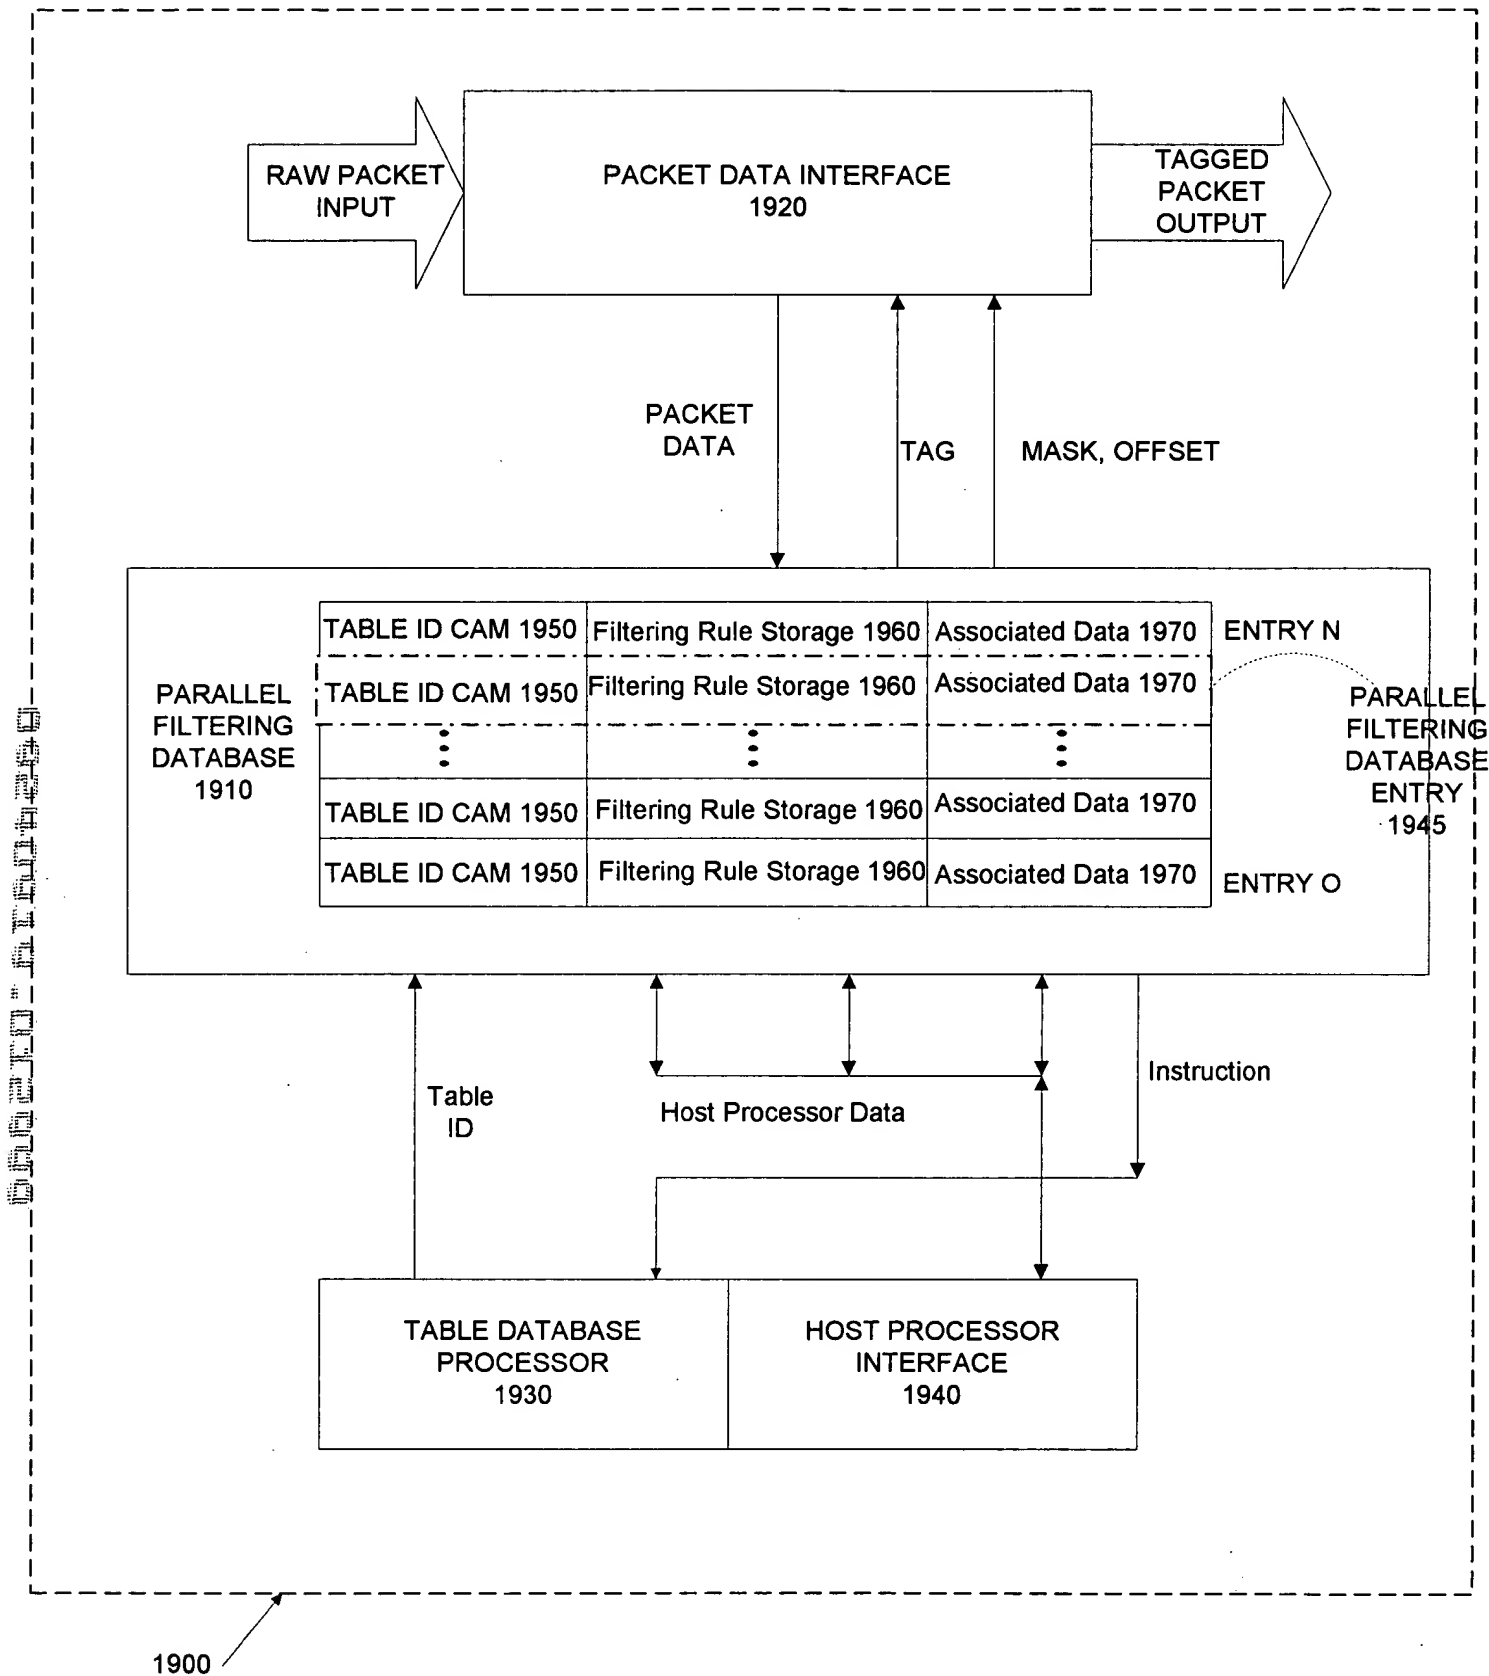 RAW PACKET
INPUT
PACKET DATA INTERFACE
1920
TAGGED
PACKET
OUTPUT
PACKET
DATA
TAG
MASK, OFFSET
PARALLEL
FILTERING
DATABASE
1910
TABLE ID CAM 1950
Filtering Rule Storage 1960
Associated Data 1970
ENTRY N
TABLE ID CAM 1950
Filtering Rule Storage 1960
Associated Data 1970
TABLE ID CAM 1950
Filtering Rule Storage 1960
Associated Data 1970
TABLE ID CAM 1950
Filtering Rule Storage 1960
Associated Data 1970
ENTRY O
PARALLEL
FILTERING
DATABASE
ENTRY
1945
Table
ID
Host Processor Data
Instruction
TABLE DATABASE
PROCESSOR
1930
HOST PROCESSOR
INTERFACE
1940
1900